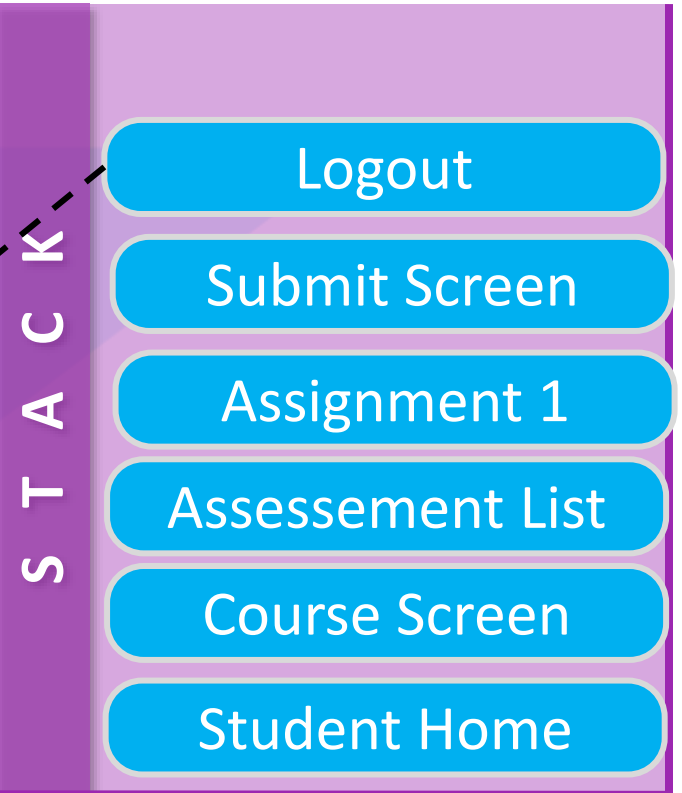 STACK
Logout
Submit Screen
Assignment 1
Assessement List
Course Screen
Student Home